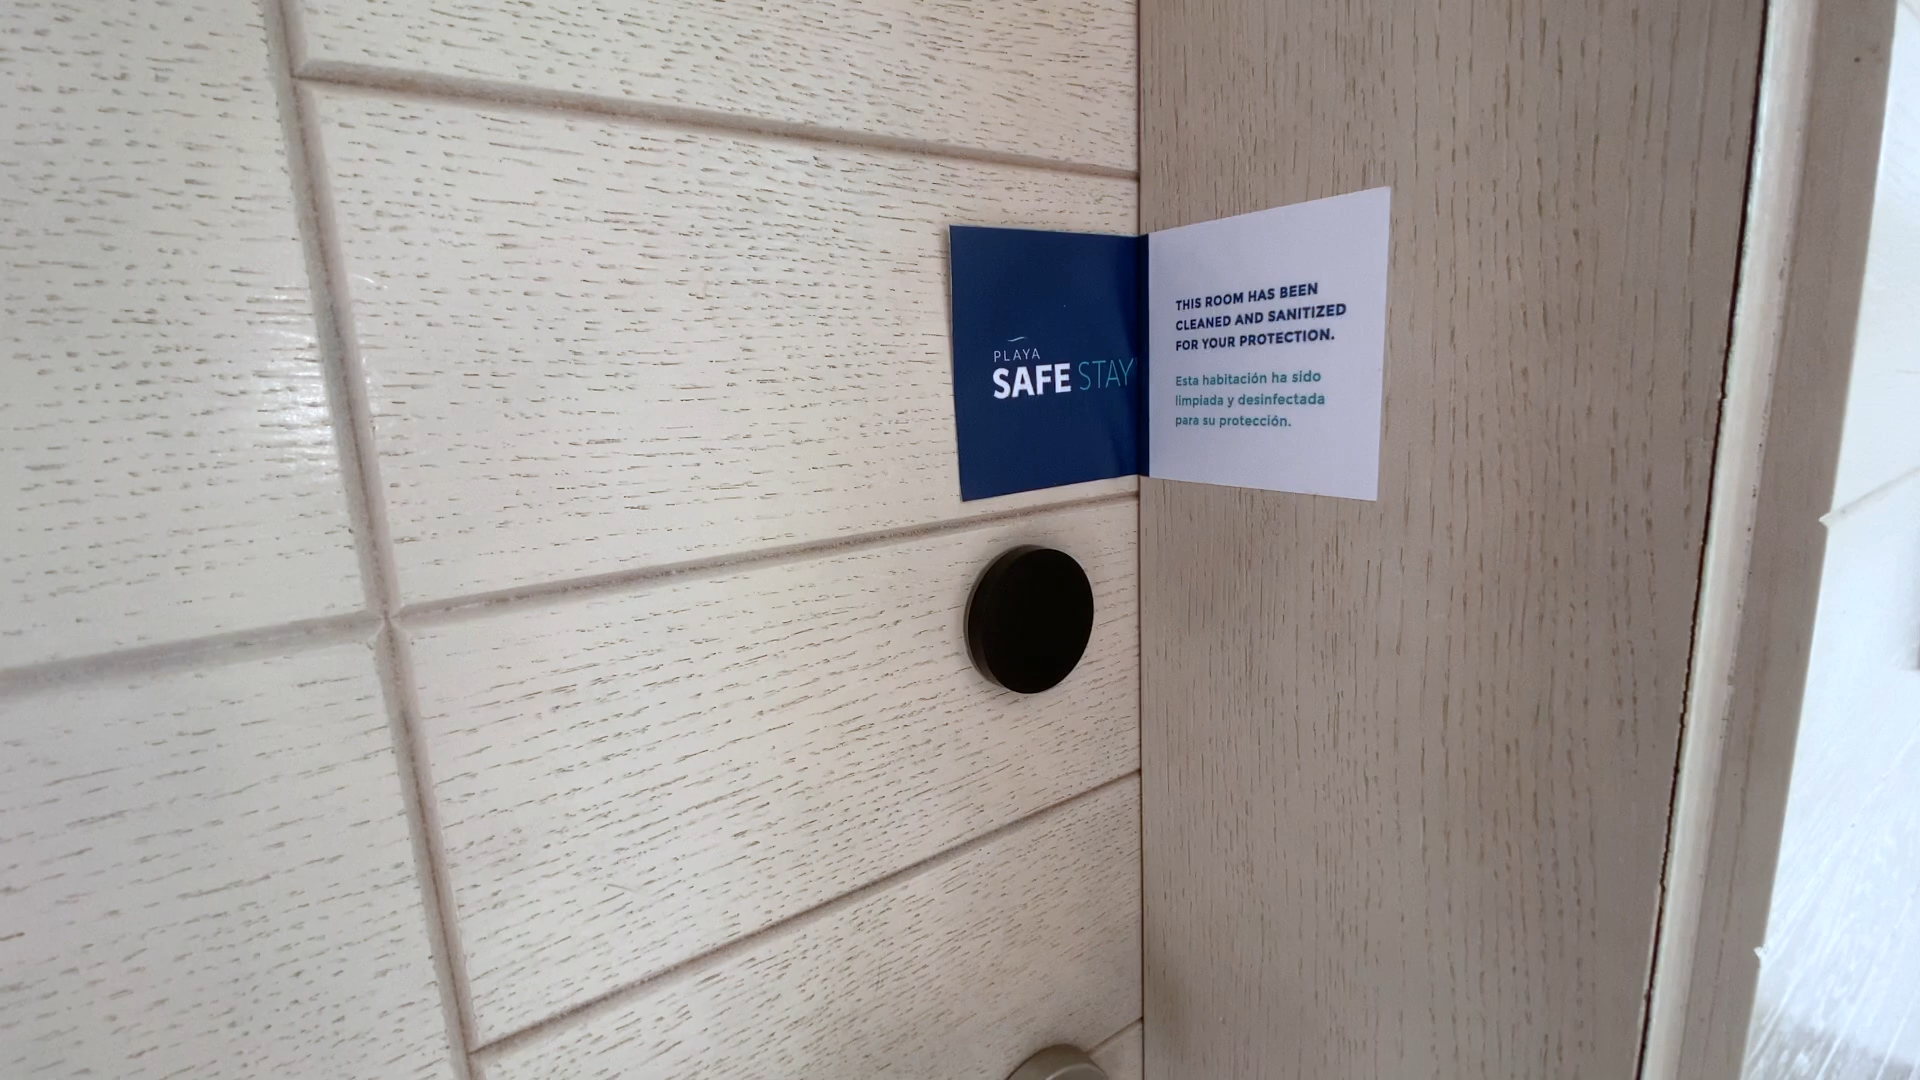 PLAYA
SAFE STAY
THIS ROOM HAS BEEN
CLEANED AND SANITIZED
FOR YOUR PROTECTION.
Esta habitación ha sido
limpiada y desinfectada
para su protección.